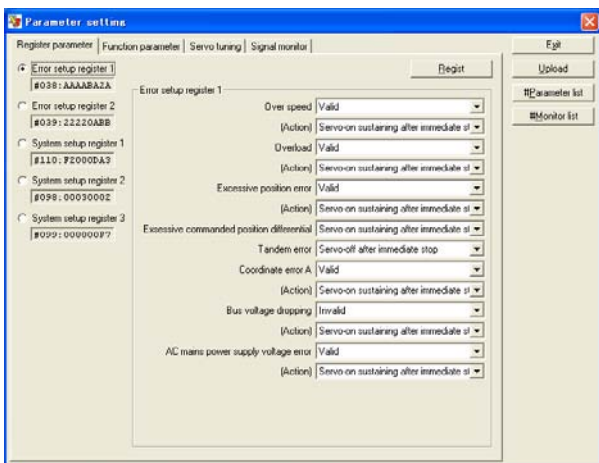 Parameter setting
Register parameter Function parameter Servo tuning Signal monitor
Exit
Upload
#Parameter list
#Monitor list
Error setup register 1
#038:AAAABA2A
Error setup register 2
#039:22220ABB
System setup register 1
#110:F2000DA3
System setup register 2
#098:00030002
System setup register 3
#099:000000F7
Regist
Error setup register 1
Over speed Valid
(Action) Servo-on sustaining after immediate st
Overload Valid
(Action) Servo-on sustaining after immediate st
Excessive position error Valid
(Action) Servo-on sustaining after immediate st
Excessive commanded position differential Servo-on sustaining after immediate st
Tandem error Servo-off after immediate stop
Coordinate error A Valid
(Action) Servo-on sustaining after immediate st
Bus voltage dropping Invalid
(Action) Servo-on sustaining after immediate st
AC mains power supply voltage error Valid
(Action) Servo-on sustaining after immediate st